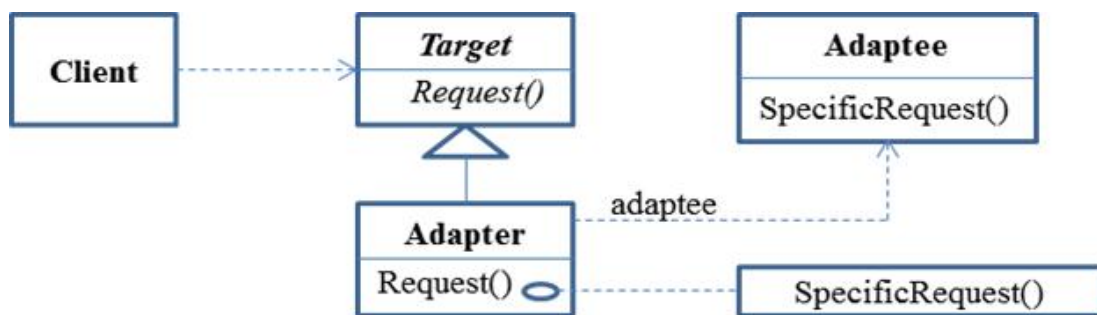 Client
Target
Request()
Adaptee
SpecificRequest()
adaptee
Adapter
Request()
SpecificRequest()